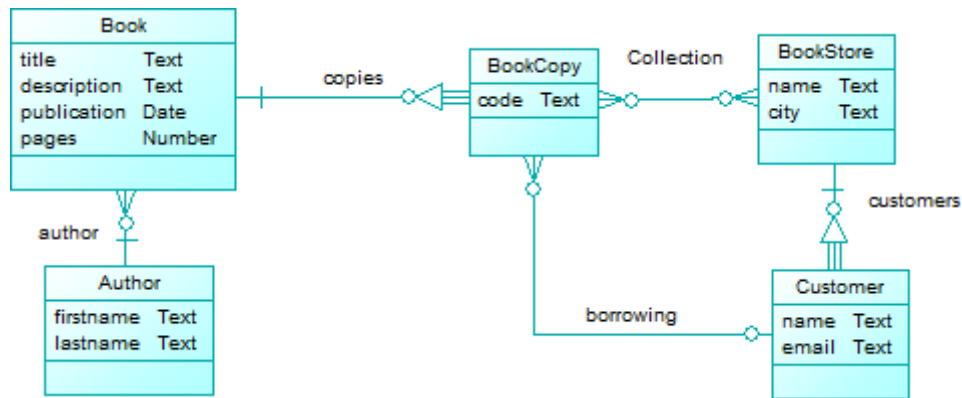 Book
title Text
description Text
publication Date
pages Number
copies
BookCopy
code Text
Collection
BookStore
name Text
city Text
customers
author
Author
firstname Text
lastname Text
borrowing
Customer
name Text
email Text